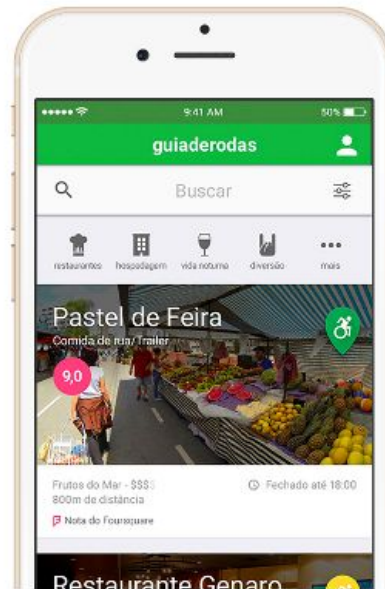 9:41 AM 50%
guiaderodas
Buscar
restaurantes hospedagem vida noturna diversão mais
Pastel de Feira
Comida de rua/Trailer
9,0
Frutos do Mar - $$$$ Fechado até 18:00
800m de distância
Nota do Foursquare
Restaurante Genaro